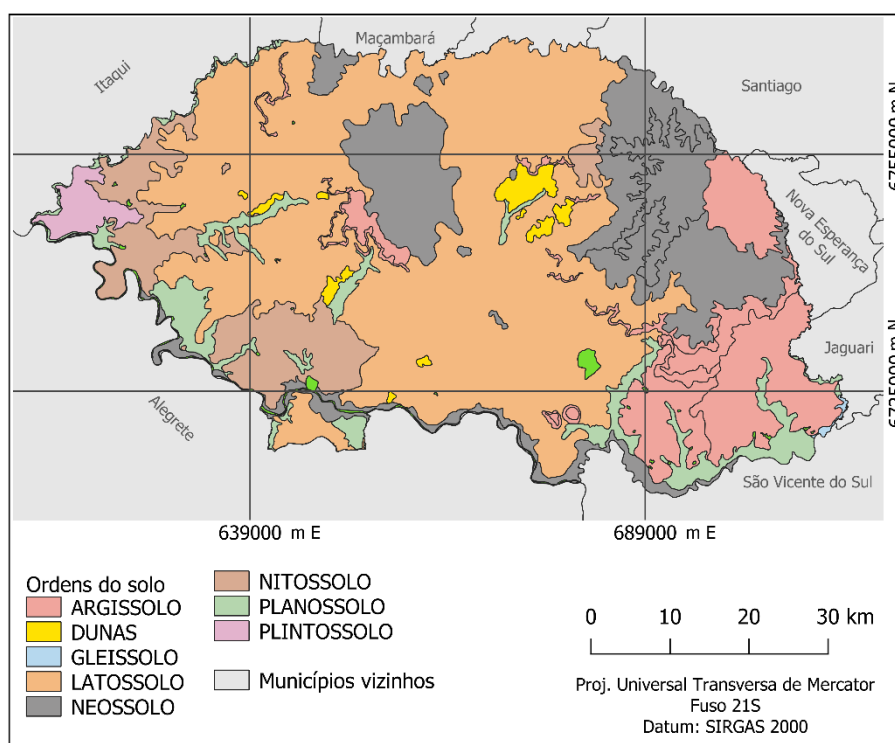 Maçambará
Itaqui
Santiago
6755000 m N
Nova Esperança
do Sul
Jaguari
6725000 m N
Alegrete
São Vicente do Sul
639000 m E
689000 m E
Ordens do solo
ARGISSOLO
DUNAS
GLEISSOLO
LATOSSOLO
NEOSSOLO
NITOSSOLO
PLANOSSOLO
PLINTOSSOLO
Municípios vizinhos
0 10 20 30 km
Proj. Universal Transversa de Mercator
Fuso 21S
Datum: SIRGAS 2000